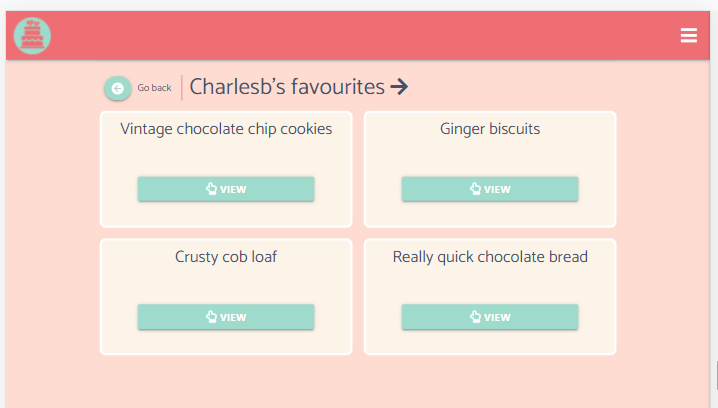 Go back
Charlesb's favourites
Vintage chocolate chip cookies
Ginger biscuits
VIEW
VIEW
Crusty cob loaf
Really quick chocolate bread
VIEW
VIEW